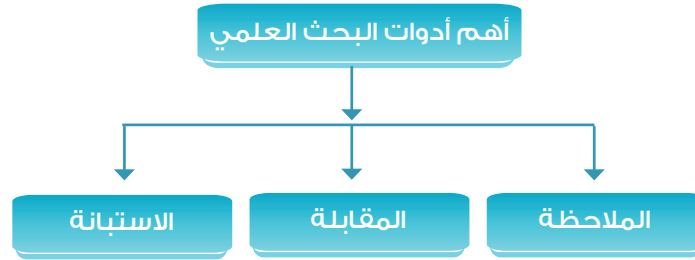 أهم أدوات البحث العلمي
الملاحظة
المقابلة
الاستبانة